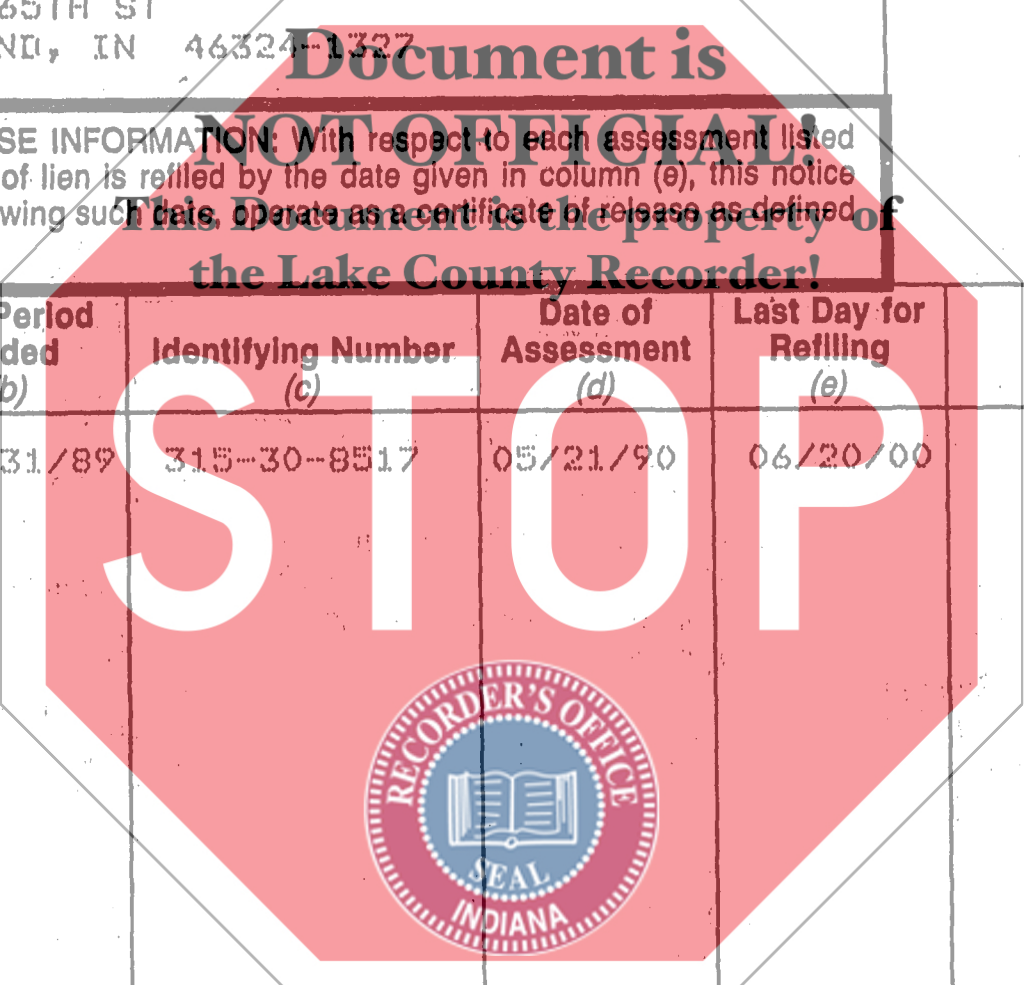 65TH ST
ND, IN 46324-1327
Document is
NOT OFFICIAL!
SE INFORMATION: With respect to each assessment listed
of lien is refiled by the date given in column (e), this notice
wing such date, operate as a certificate of release as defined
This Document is the property of
the Lake County Recorder!
Period
ded
b)
Identifying Number
(c)
Date of
Assessment
(d)
Last Day for
Refiling
(e)
31/89 315-30-8517 05/21/90 06/20/00
STOP
RECORDER'S OFFICE
SEAL
INDIANA